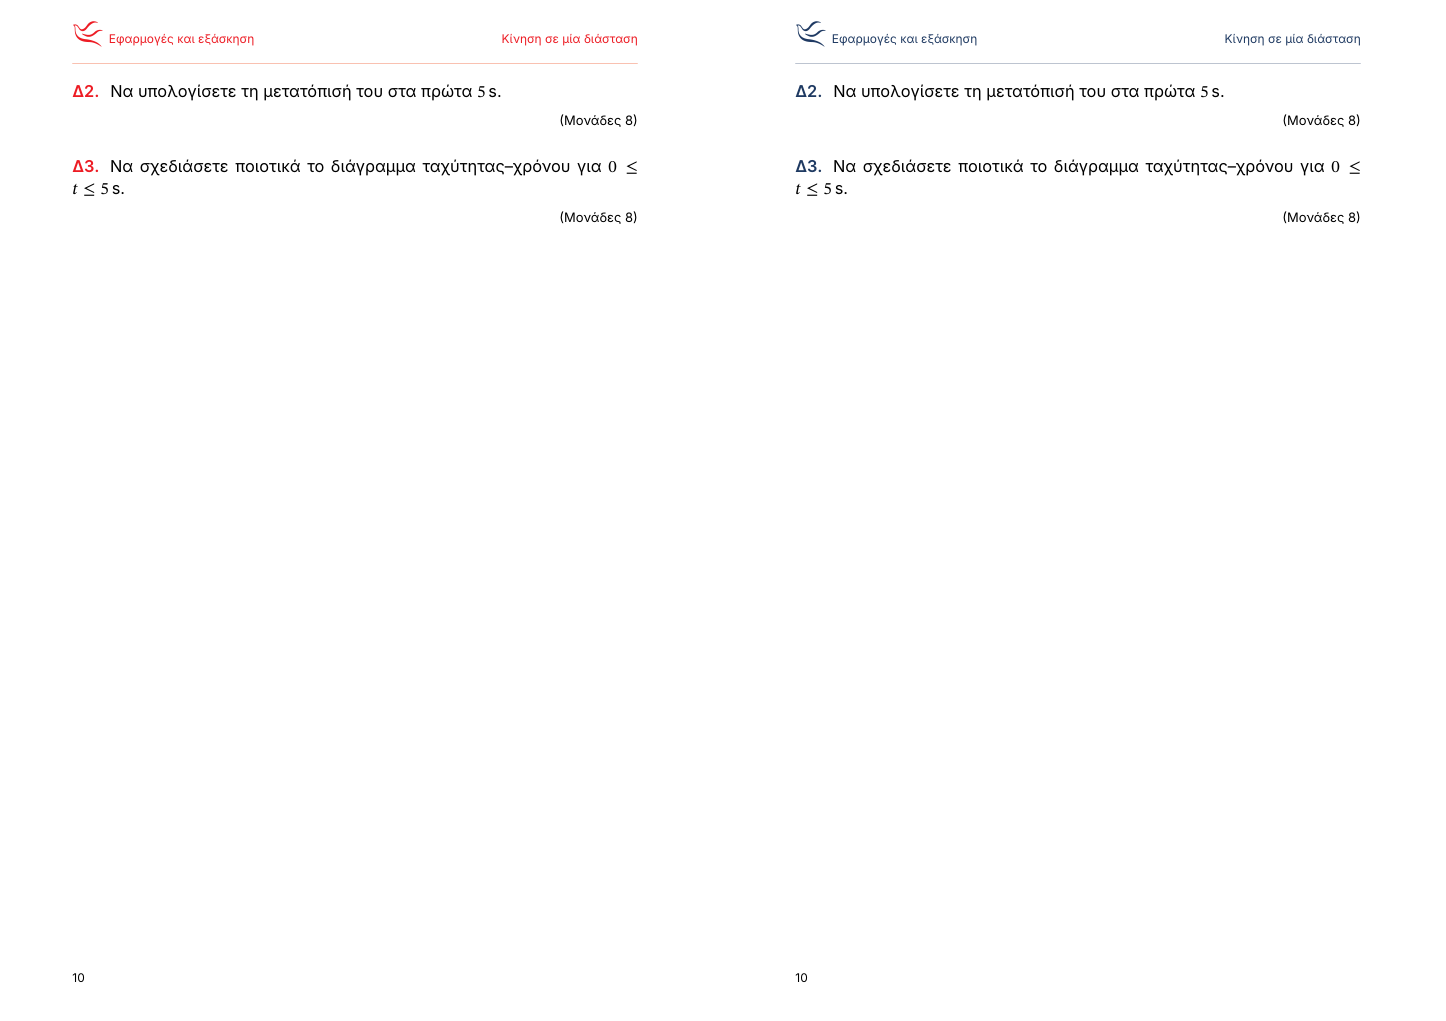 Εφαρμογές και εξάσκηση Κίνηση σε μία διάσταση
Δ2. Να υπολογίσετε τη μετατόπισή του στα πρώτα 5 s.
(Μονάδες 8)
Δ3. Να σχεδιάσετε ποιοτικά το διάγραμμα ταχύτητας–χρόνου για 0 ≤
t ≤ 5 s.
(Μονάδες 8)
10
Εφαρμογές και εξάσκηση Κίνηση σε μία διάσταση
Δ2. Να υπολογίσετε τη μετατόπισή του στα πρώτα 5 s.
(Μονάδες 8)
Δ3. Να σχεδιάσετε ποιοτικά το διάγραμμα ταχύτητας–χρόνου για 0 ≤
t ≤ 5 s.
(Μονάδες 8)
10